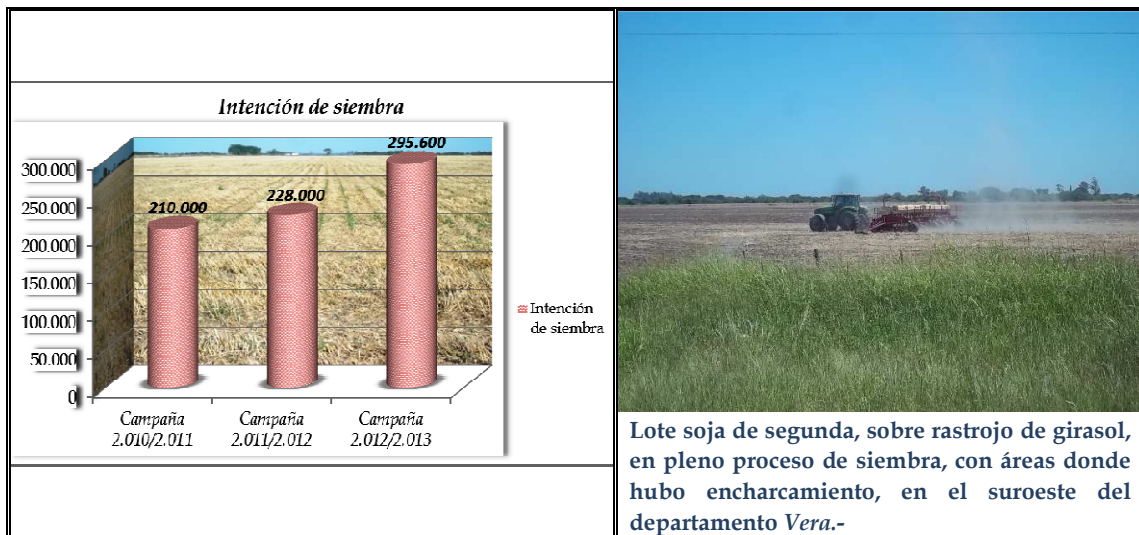 Intención de siembra
300.000
250.000
200.000
150.000
100.000
50.000
0
210.000
228.000
295.600
Campaña
2.010/2.011
Campaña
2.011/2.012
Campaña
2.012/2.013
Intención
de siembra
Lote soja de segunda, sobre rastrojo de girasol,
en pleno proceso de siembra, con áreas donde
hubo encharcamiento, en el suroeste del
departamento Vera.-